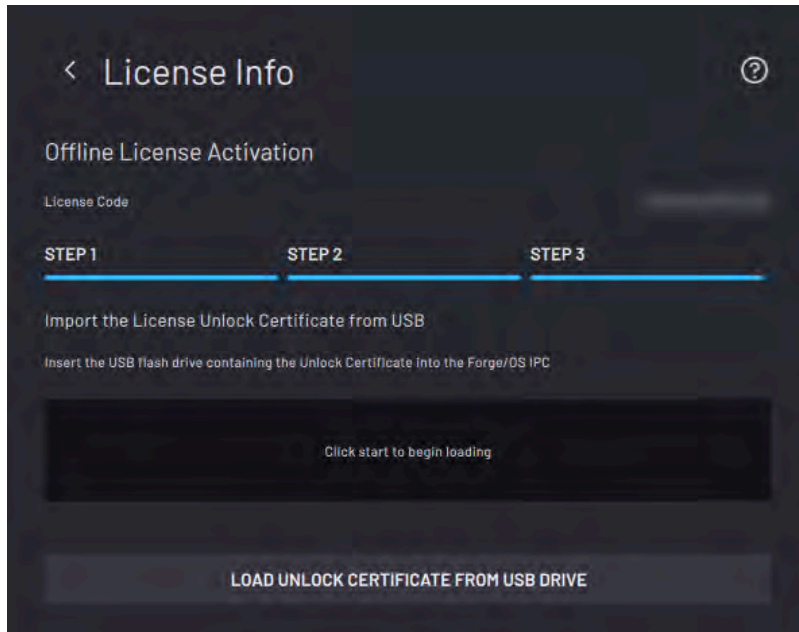 License Info
Offline License Activation
License Code
STEP 1 STEP 2 STEP 3
Import the License Unlock Certificate from USB
Insert the USB flash drive containing the Unlock Certificate into the Forge/OS IPC
Click start to begin loading
LOAD UNLOCK CERTIFICATE FROM USB DRIVE